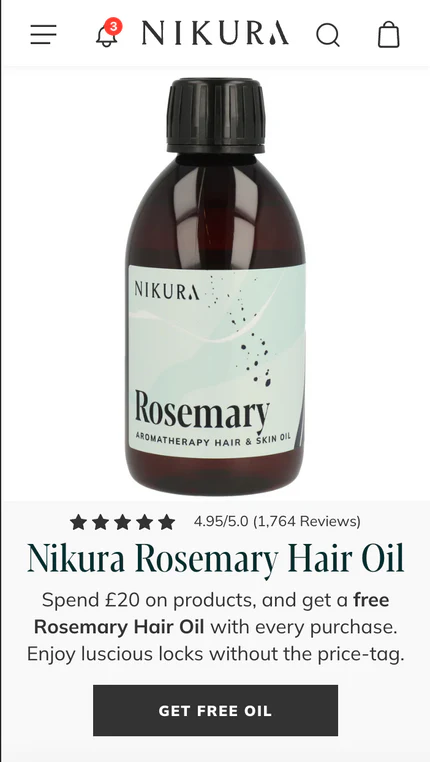 3
NIKURA
NIKURA
Rosemary
AROMATHERAPY HAIR & SKIN OIL
4.95/5.0 (1,764 Reviews)
Nikura Rosemary Hair Oil
Spend £20 on products, and get a free
Rosemary Hair Oil with every purchase.
Enjoy luscious locks without the price-tag.
GET FREE OIL